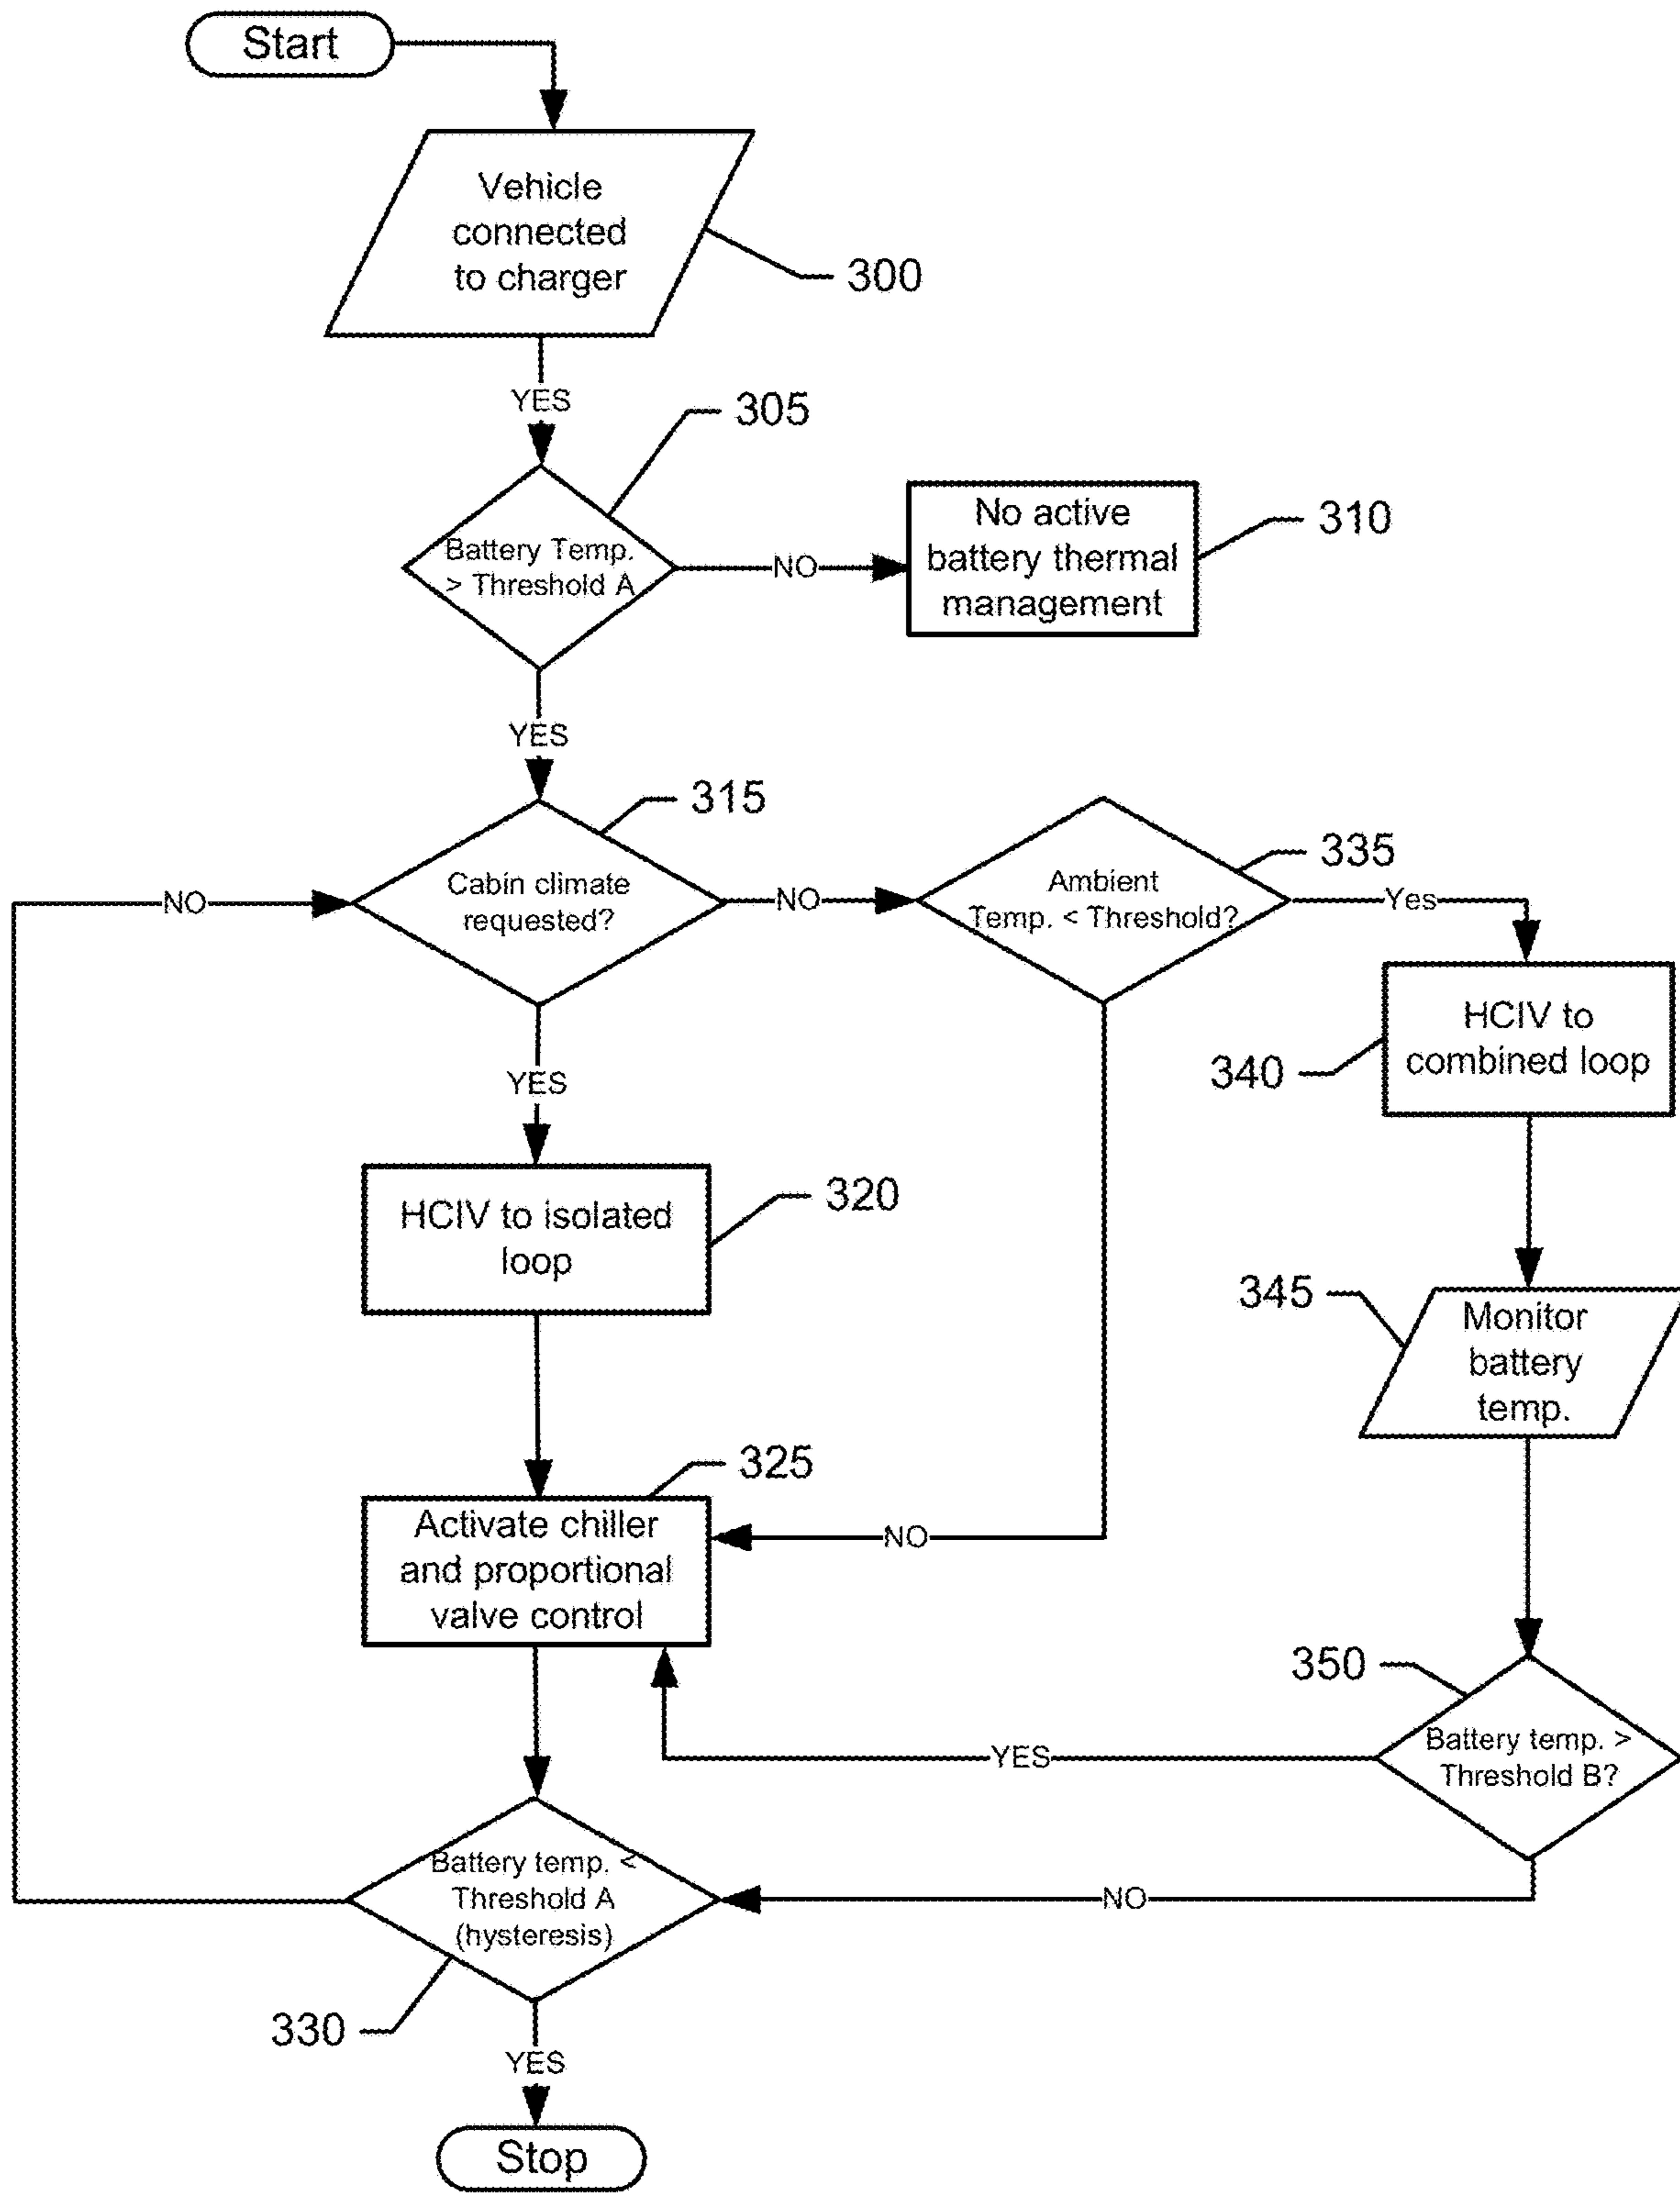 Start
Vehicle
connected
to charger
300
YES
305
Battery Temp.
> Threshold A
NO
No active
battery thermal
management
310
YES
315
Cabin climate
requested?
NO
NO
Ambient
Temp. < Threshold?
335
Yes
HCIV to
combined loop
340
YES
HCIV to isolated
loop
320
345
Monitor
battery
temp.
325
Activate chiller
and proportional
valve control
NO
350
Battery temp. >
Threshold B?
YES
Battery temp. <
Threshold A
(hysteresis)
NO
330
YES
Stop